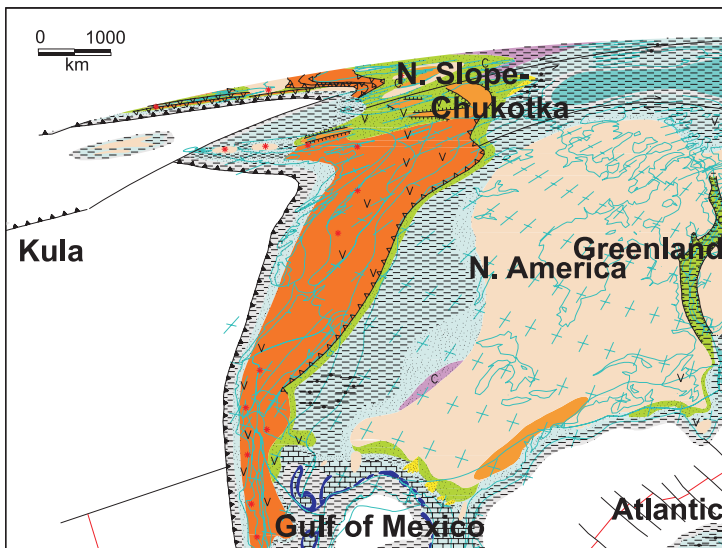 0 1000
km
C
C
N. Slope-
Chukotka
Kula
Greenland
N. America
C
Gulf of Mexico
Atlantic